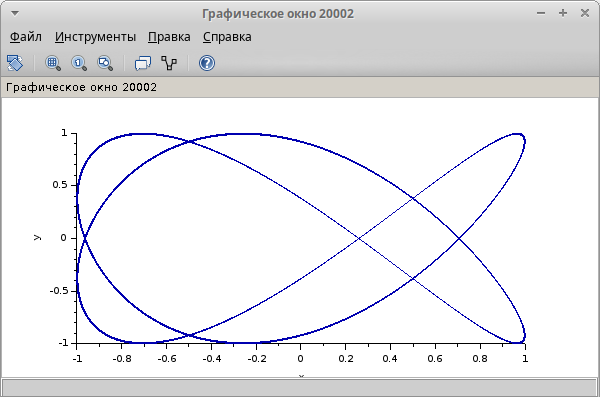 Графическое окно 20002
Файл Инструменты Правка Справка
Графическое окно 20002
1
0.5
0
-0.5
-1
y
-1 -0.8 -0.6 -0.4 -0.2 0 0.2 0.4 0.6 0.8 1